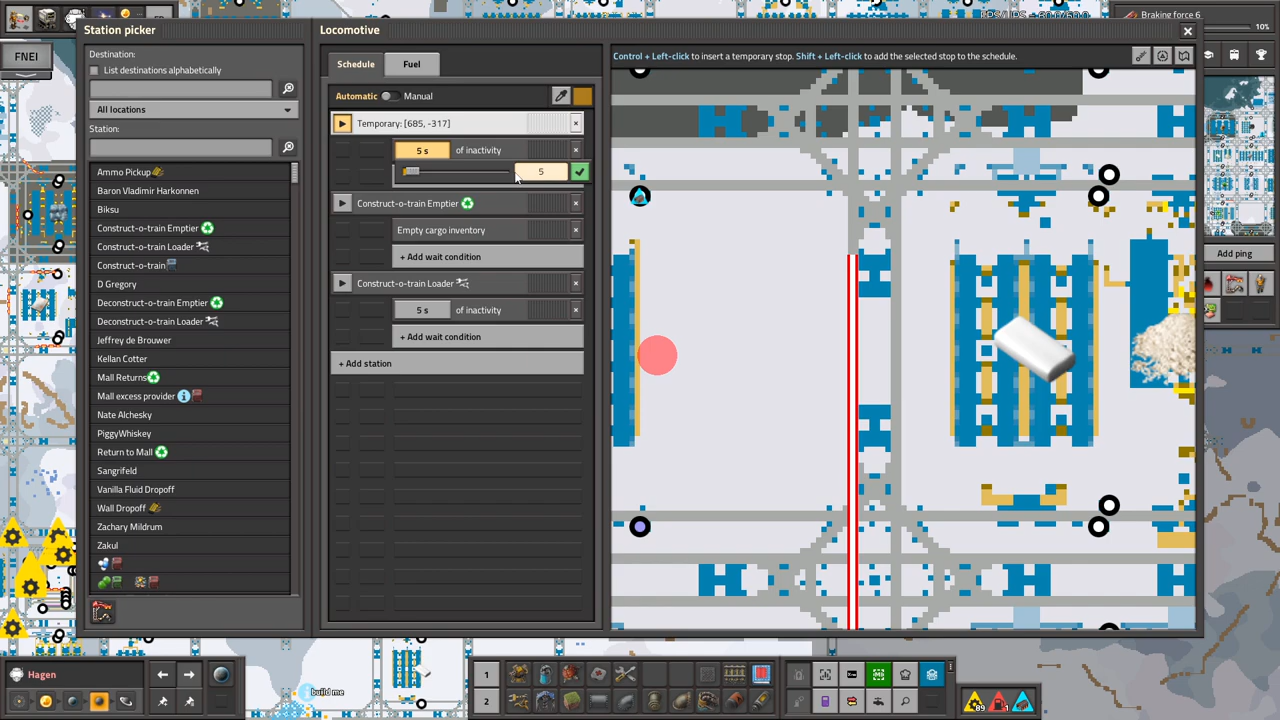 Braking force 6
10%
Station picker
Locomotive
FNEI
Destination:
List destinations alphabetically
All locations
Station:
Ammo Pickup
Baron Vladimir Harkonnen
Biksu
Construct-o-train Emptier
Construct-o-train Loader
Construct-o-train
D Gregory
Deconstruct-o-train Emptier
Deconstruct-o-train Loader
Jeffrey de Brouwer
Kellan Cotter
Mall Returns
Mall excess provider
Nate Alchesky
PiggyWhiskey
Return to Mall
Sangrifeld
Vanilla Fluid Dropoff
Wall Dropoff
Zachary Mildrum
Zakul
Schedule
Fuel
Automatic
Manual
Temporary: [685, -317]
5 s
of inactivity
5
Construct-o-train Emptier
Empty cargo inventory
+ Add wait condition
Construct-o-train Loader
5 s
of inactivity
+ Add wait condition
+ Add station
Control + Left-click to insert a temporary stop. Shift + Left-click to add the selected stop to the schedule.
Add ping
Hagen
build me
1
2
89